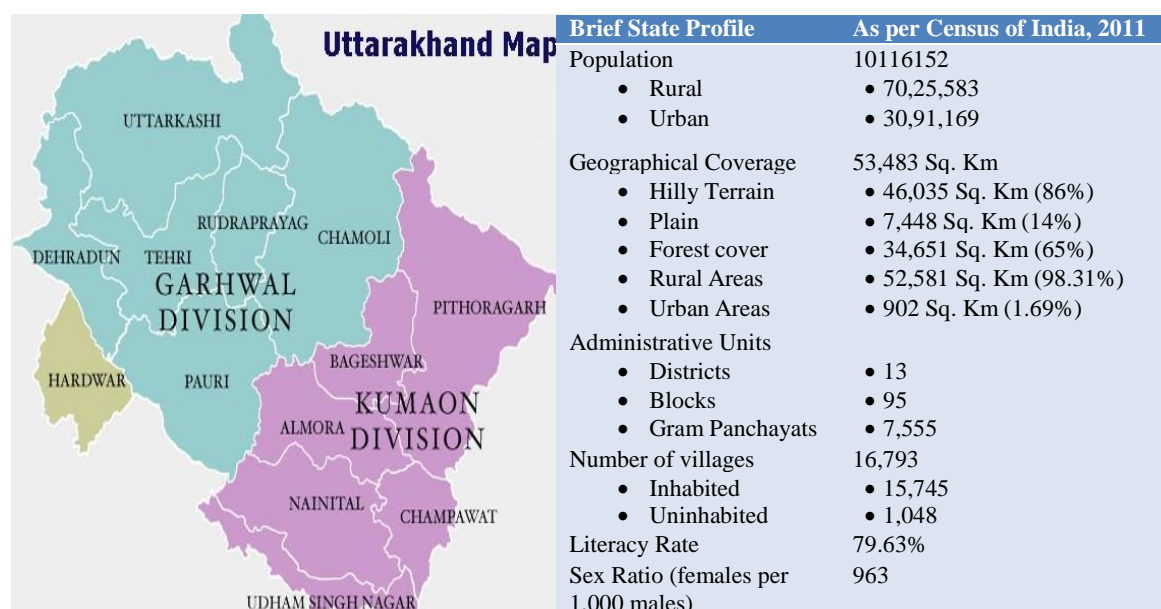 Uttarakhand Map
UTTARKASHI
RUDRAPRAYAG
CHAMOLI
DEHRADUN
TEHRI
GARHWAL
DIVISION
PITHORAGARH
HARDWAR
PAURI
BAGESHWAR
KUMAON
DIVISION
ALMORA
NAINITAL
CHAMPAWAT
UDHAM SINGH NAGAR
Brief State Profile As per Census of India, 2011
Population 10116152
• Rural • 70,25,583
• Urban • 30,91,169
Geographical Coverage 53,483 Sq. Km
• Hilly Terrain • 46,035 Sq. Km (86%)
• Plain • 7,448 Sq. Km (14%)
• Forest cover • 34,651 Sq. Km (65%)
• Rural Areas • 52,581 Sq. Km (98.31%)
• Urban Areas • 902 Sq. Km (1.69%)
Administrative Units
• Districts • 13
• Blocks • 95
• Gram Panchayats • 7,555
Number of villages 16,793
• Inhabited • 15,745
• Uninhabited • 1,048
Literacy Rate 79.63%
Sex Ratio (females per 963
1,000 males)